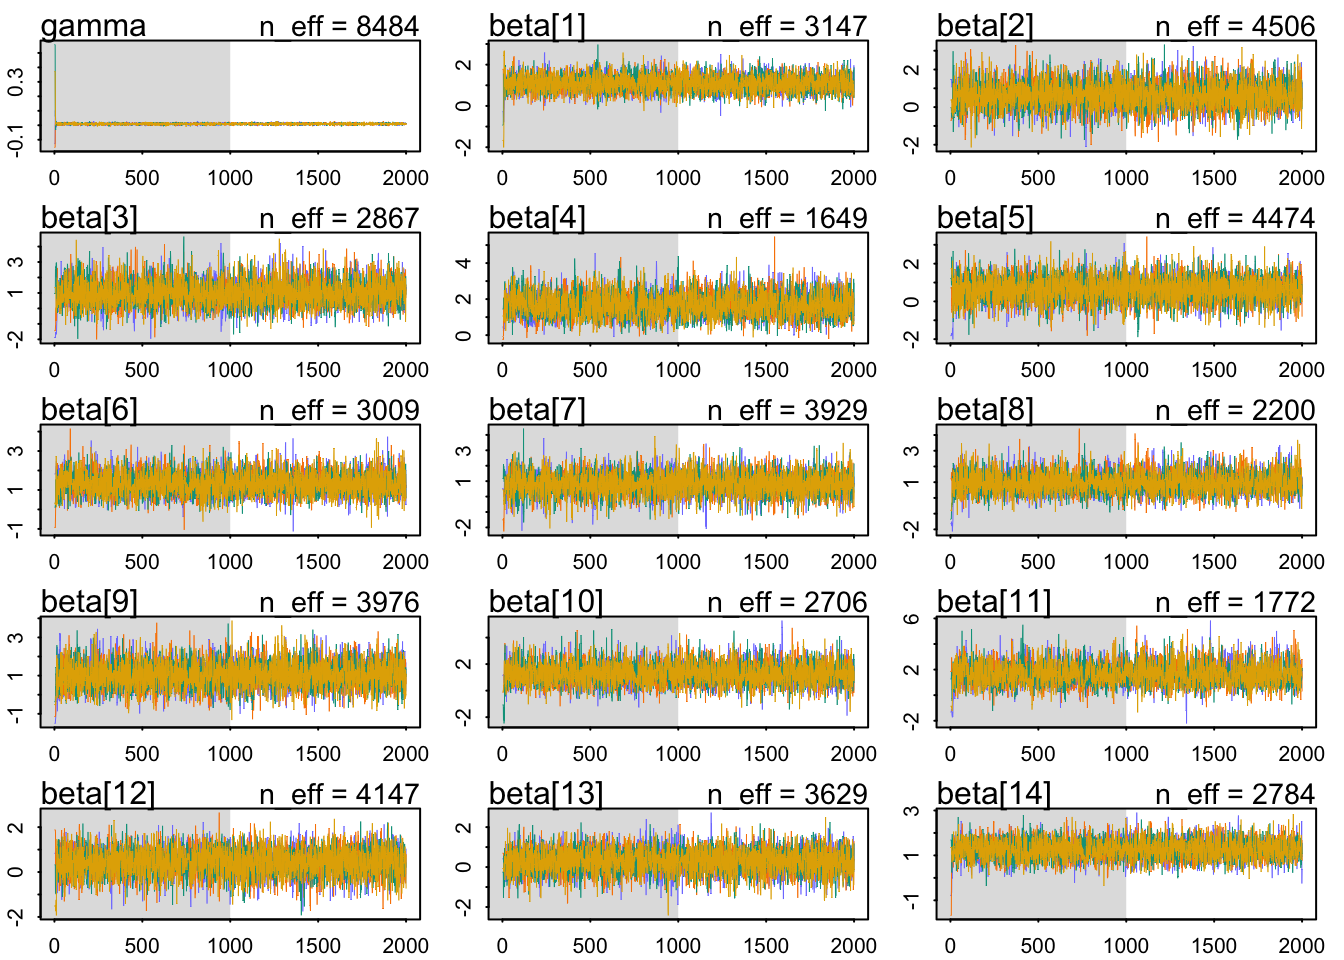 gamma n_eff = 8484 beta[1] n_eff = 3147 beta[2] n_eff = 4506
0.3 2 2
-0.1 0 0
-2 -2
0 500 1000 1500 2000 0 500 1000 1500 2000 0 500 1000 1500 2000
beta[3] n_eff = 2867 beta[4] n_eff = 1649 beta[5] n_eff = 4474
3 4 2
1 2 0
-2 0 -2
0 500 1000 1500 2000 0 500 1000 1500 2000 0 500 1000 1500 2000
beta[6] n_eff = 3009 beta[7] n_eff = 3929 beta[8] n_eff = 2200
3 3 3
1 1 1
-1 -2 -2
0 500 1000 1500 2000 0 500 1000 1500 2000 0 500 1000 1500 2000
beta[9] n_eff = 3976 beta[10] n_eff = 2706 beta[11] n_eff = 1772
3 2 6
1 -2 2
-1 -2
0 500 1000 1500 2000 0 500 1000 1500 2000 0 500 1000 1500 2000
beta[12] n_eff = 4147 beta[13] n_eff = 3629 beta[14] n_eff = 2784
2 2 3
0 0 1
-2 -2 -1
0 500 1000 1500 2000 0 500 1000 1500 2000 0 500 1000 1500 2000